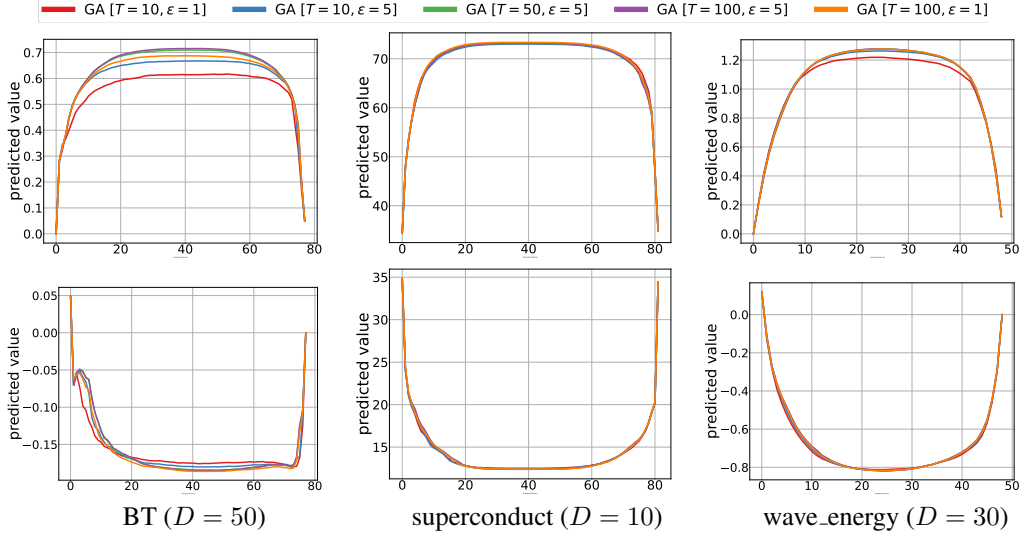 GA [T = 10, ε = 1] GA [T = 10, ε = 5] GA [T = 50, ε = 5] GA [T = 100, ε = 5] GA [T = 100, ε = 1]
predicted value
0.7
0.6
0.5
0.4
0.3
0.2
0.1
0.0
0 20 40 60 80
predicted value
70
60
50
40
0 20 40 60 80
predicted value
1.2
1.0
0.8
0.6
0.4
0.2
0.0
0 10 20 30 40 50
predicted value
0.05
0.00
−0.05
−0.10
−0.15
0 20 40 60 80
predicted value
35
30
25
20
15
0 20 40 60 80
predicted value
0.0
−0.2
−0.4
−0.6
−0.8
0 10 20 30 40 50
BT (D = 50) superconduct (D = 10) wave_energy (D = 30)